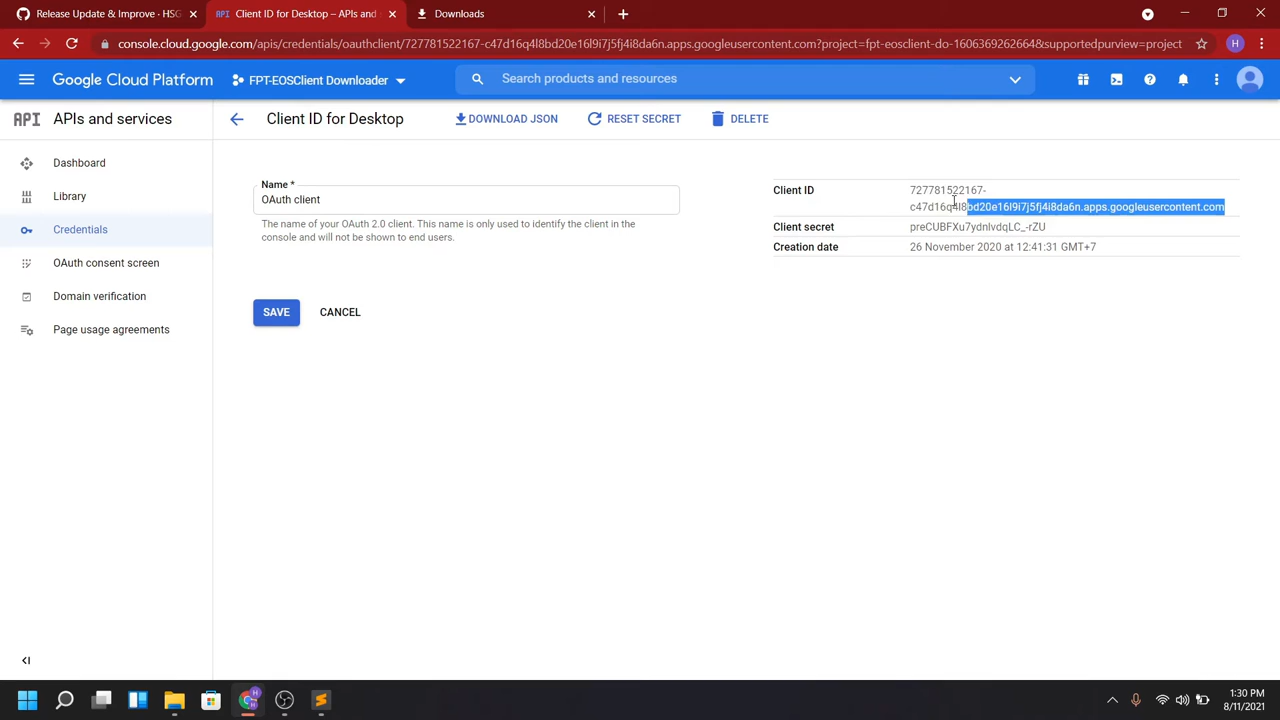 Release Update & Improve · HSG
Client ID for Desktop – APIs and
Downloads
console.cloud.google.com/apis/credentials/oauthclient/727781522167-c47d16q4l8bd20e16l9i7j5fj4i8da6n.apps.googleusercontent.com?project=fpt-eosclient-do-1606369262664&supportedpurview=project
H
Google Cloud Platform
FPT-EOSClient Downloader
Search products and resources
API
APIs and services
Client ID for Desktop
DOWNLOAD JSON
RESET SECRET
DELETE
Dashboard
Library
Credentials
OAuth consent screen
Domain verification
Page usage agreements
Name *
OAuth client
The name of your OAuth 2.0 client. This name is only used to identify the client in
the console and will not be shown to end users.
SAVE
CANCEL
Client ID
727781522167-
c47d16q4l8bd20e16l9i7j5fj4i8da6n.apps.googleusercontent.com
Client secret
preCUBFXu7ydnlvdqLC_-rZU
Creation date
26 November 2020 at 12:41:31 GMT+7
1:30 PM
8/11/2021